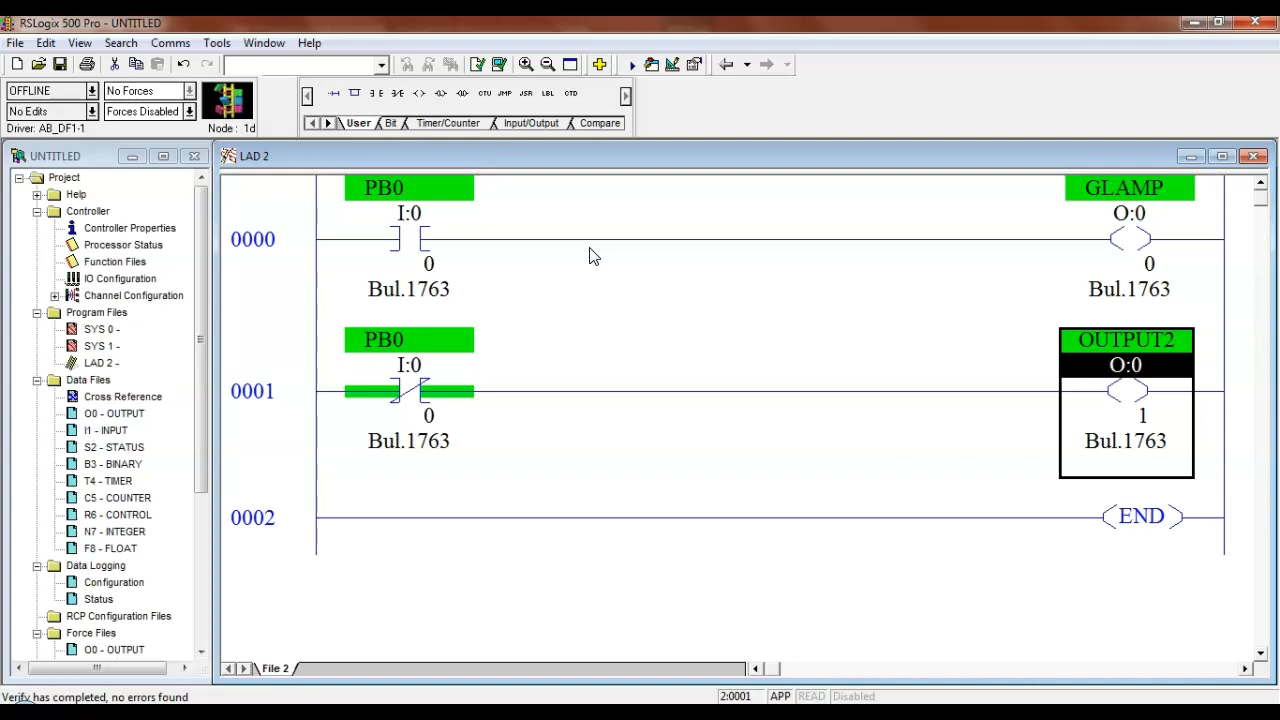 RSLogix 500 Pro - UNTITLED
File Edit View Search Comms Tools Window Help
OFFLINE No Forces
No Edits Forces Disabled
Driver: AB_DF1-1 Node : 1d
CTU JMP JSR LBL CTD
User Bit Timer/Counter Input/Output Compare
UNTITLED
Project
Help
Controller
Controller Properties
Processor Status
Function Files
IO Configuration
Channel Configuration
Program Files
SYS 0 -
SYS 1 -
LAD 2 -
Data Files
Cross Reference
O0 - OUTPUT
I1 - INPUT
S2 - STATUS
B3 - BINARY
T4 - TIMER
C5 - COUNTER
R6 - CONTROL
N7 - INTEGER
F8 - FLOAT
Data Logging
Configuration
Status
RCP Configuration Files
Force Files
O0 - OUTPUT
LAD 2
PB0 GLAMP
I:0 O:0
0000
0 0
Bul.1763 Bul.1763
PB0 OUTPUT2
I:0 O:0
0001
0 1
Bul.1763 Bul.1763
0002 END
File 2
Verify has completed, no errors found 2:0001 APP READ Disabled